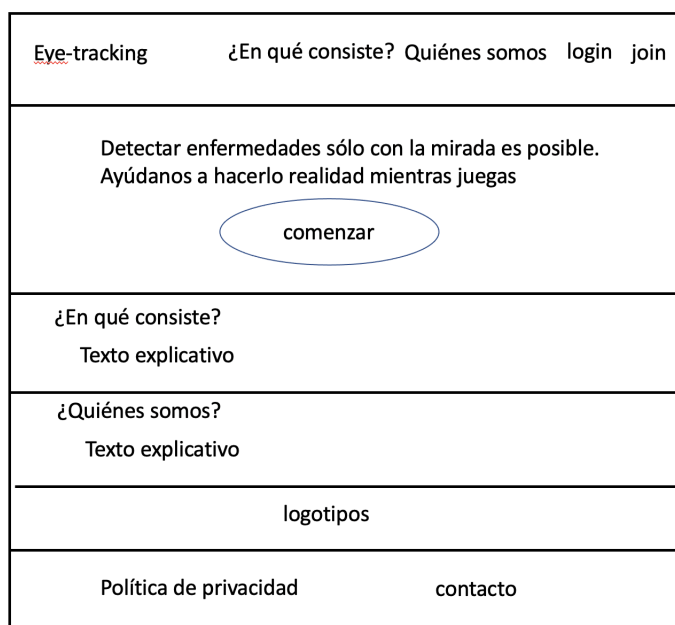 Eye-tracking ¿En qué consiste? Quiénes somos login join
Detectar enfermedades sólo con la mirada es posible.
Ayúdanos a hacerlo realidad mientras juegas
comenzar
¿En qué consiste?
Texto explicativo
¿Quiénes somos?
Texto explicativo
logotipos
Política de privacidad contacto